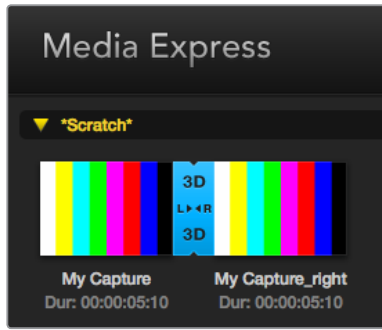 Media Express
▼ *Scratch*
3D
L▶◀R
3D
My Capture My Capture_right
Dur: 00:00:05:10 Dur: 00:00:05:10